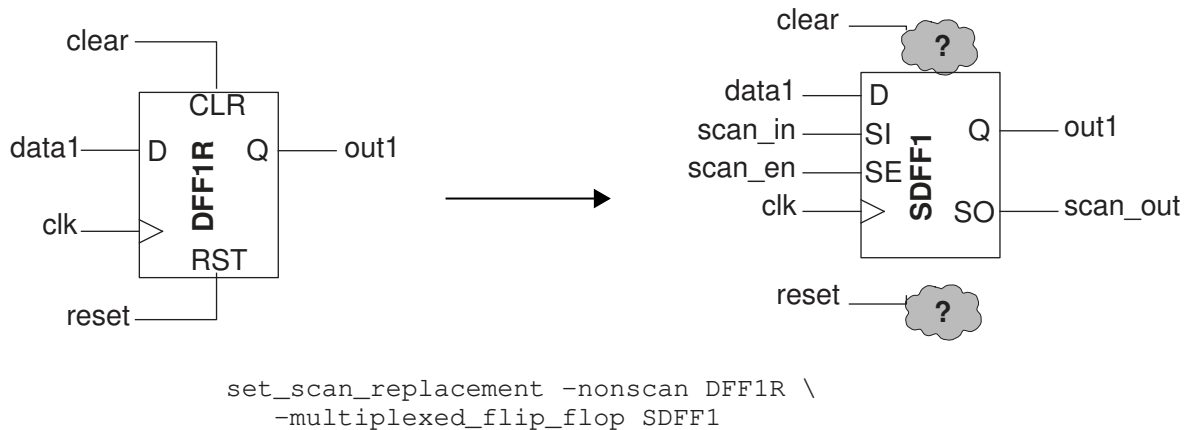 clear
CLR
data1
D
DFF1R
Q
out1
clk
RST
reset
clear
?
data1
D
scan_in
SI
Q
out1
scan_en
SE
SDFF1
clk
SO
scan_out
reset
?
set_scan_replacement –nonscan DFF1R \
–multiplexed_flip_flop SDFF1